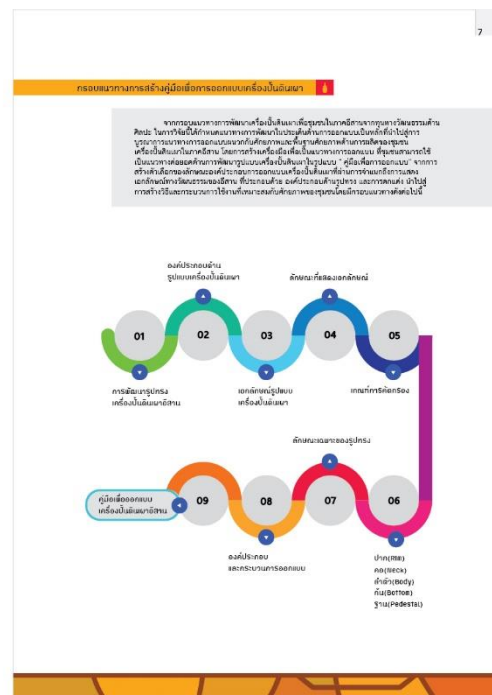 7
กรอบแนวทางการสร้างคู่มือเพื่อการออกแบบเครื่องปั้นดินเผา
จากกรอบแนวทางการพัฒนาเครื่องปั้นดินเผาเพื่อชุมชนในภาคอีสานจากทุนทางวัฒนธรรมด้าน
ศิลปะ ในการวิจัยนี้ได้กำหนดแนวทางการพัฒนาในประเด็นด้านการออกแบบเป็นหลักที่นำไปสู่การ
บูรณาการแนวทางการออกแบบผนวกกับศักยภาพและพื้นฐานศักยภาพด้านการผลิตของชุมชน
เครื่องปั้นดินเผาในภาคอีสาน โดยการสร้างเครื่องมือเพื่อเป็นแนวทางการออกแบบ ที่ชุมชนสามารถใช้
เป็นแนวทางต่อยอดด้านการพัฒนารูปแบบเครื่องปั้นดินเผาในรูปแบบ " คู่มือเพื่อการออกแบบ" จากการ
สร้างตัวเลือกของลักษณะองค์ประกอบการออกแบบเครื่องปั้นดินเผาที่ผ่านการจำแนกถึงการแสดง
เอกลักษณ์ทางวัฒนธรรมของอีสาน ที่ประกอบด้วย องค์ประกอบด้านรูปทรง และการตกแต่ง นำไปสู่
การสร้างวิธีและกระบวนการใช้งานที่เหมาะสมกับศักยภาพของชุมชนโดยมีกรอบแนวทางดังต่อไปนี้
องค์ประกอบด้าน
รูปแบบเครื่องปั้นดินเผา
ลักษณะที่แสดงเอกลักษณ์
01
02
03
04
05
การพัฒนารูปทรง
เครื่องปั้นดินเผาอีสาน
เอกลักษณ์รูปแบบ
เครื่องปั้นดินเผา
เกณฑ์การคัดกรอง
ลักษณะเฉพาะของรูปทรง
คู่มือเพื่อออกแบบ
เครื่องปั้นดินเผาอีสาน
09
08
07
06
องค์ประกอบ
และกระบวนการออกแบบ
ปาก(Rim)
คอ(Neck)
ลำตัว(Body)
ก้น(Bottom)
ฐาน(Pedestal)